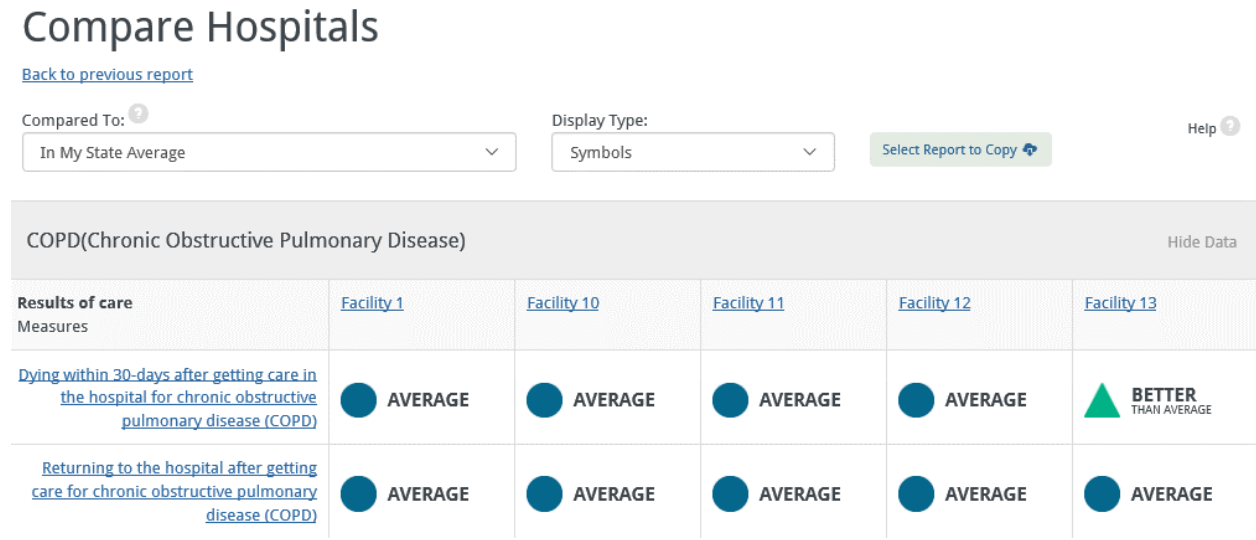 Compare Hospitals
Back to previous report
Compared To: ?
In My State Average
Display Type:
Symbols
Select Report to Copy
Help ?
COPD(Chronic Obstructive Pulmonary Disease)
Hide Data
Results of care
Measures
Facility 1
Facility 10
Facility 11
Facility 12
Facility 13
Dying within 30-days after getting care in
the hospital for chronic obstructive
pulmonary disease (COPD)
AVERAGE
AVERAGE
AVERAGE
AVERAGE
BETTER
THAN AVERAGE
Returning to the hospital after getting
care for chronic obstructive pulmonary
disease (COPD)
AVERAGE
AVERAGE
AVERAGE
AVERAGE
AVERAGE